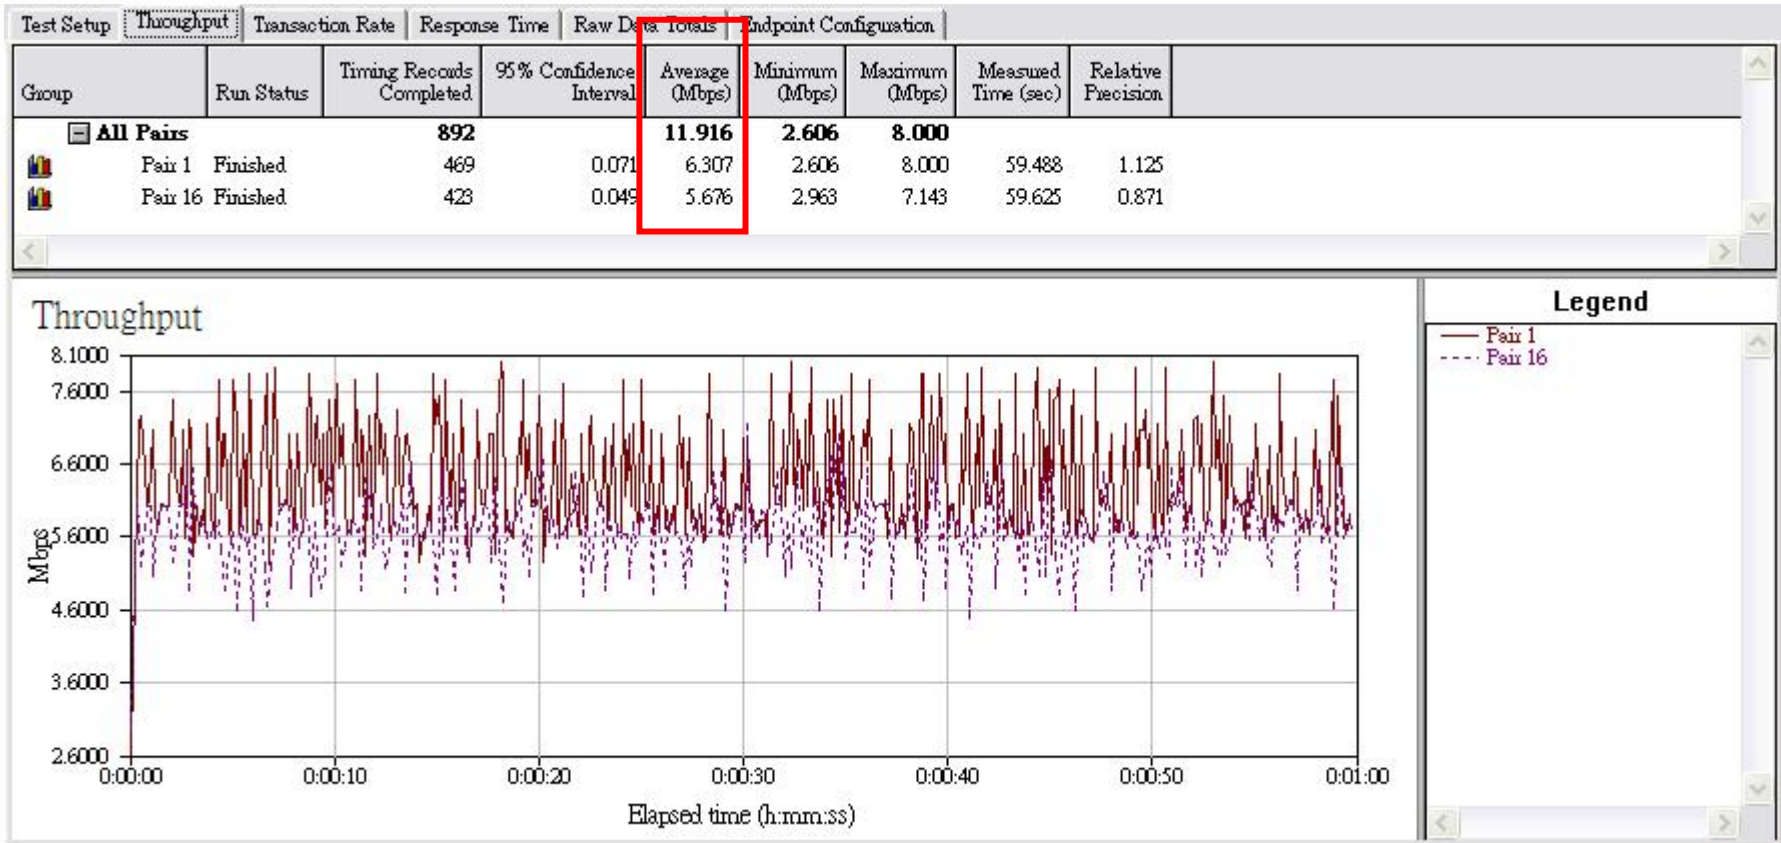 Test Setup Throughput Transaction Rate Response Time Raw Data Totals Endpoint Configuration
Group Run Status Timing Records Completed 95% Confidence Interval Average (Mbps) Minimum (Mbps) Maximum (Mbps) Measured Time (sec) Relative Precision
All Pairs 892 11.916 2.606 8.000
Pair 1 Finished 469 0.071 6.307 2.606 8.000 59.488 1.125
Pair 16 Finished 423 0.049 5.676 2.963 7.143 59.625 0.871
Throughput
8.1000
7.6000
6.6000
5.6000
4.6000
3.6000
2.6000
Mbps
0:00:00 0:00:10 0:00:20 0:00:30 0:00:40 0:00:50 0:01:00
Elapsed time (h:mm:ss)
Legend
Pair 1
Pair 16